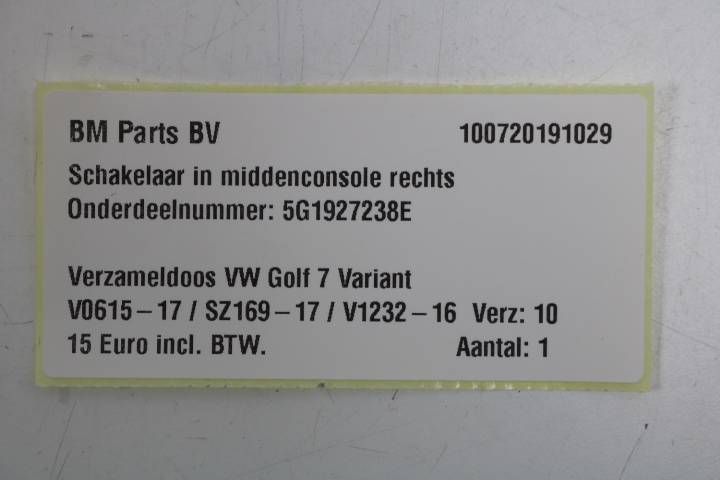 BM Parts BV 100720191029
Schakelaar in middenconsole rechts
Onderdeelnummer: 5G1927238E
Verzameldoos VW Golf 7 Variant
V0615-17 / SZ169-17 / V1232-16 Verz: 10
15 Euro incl. BTW. Aantal: 1